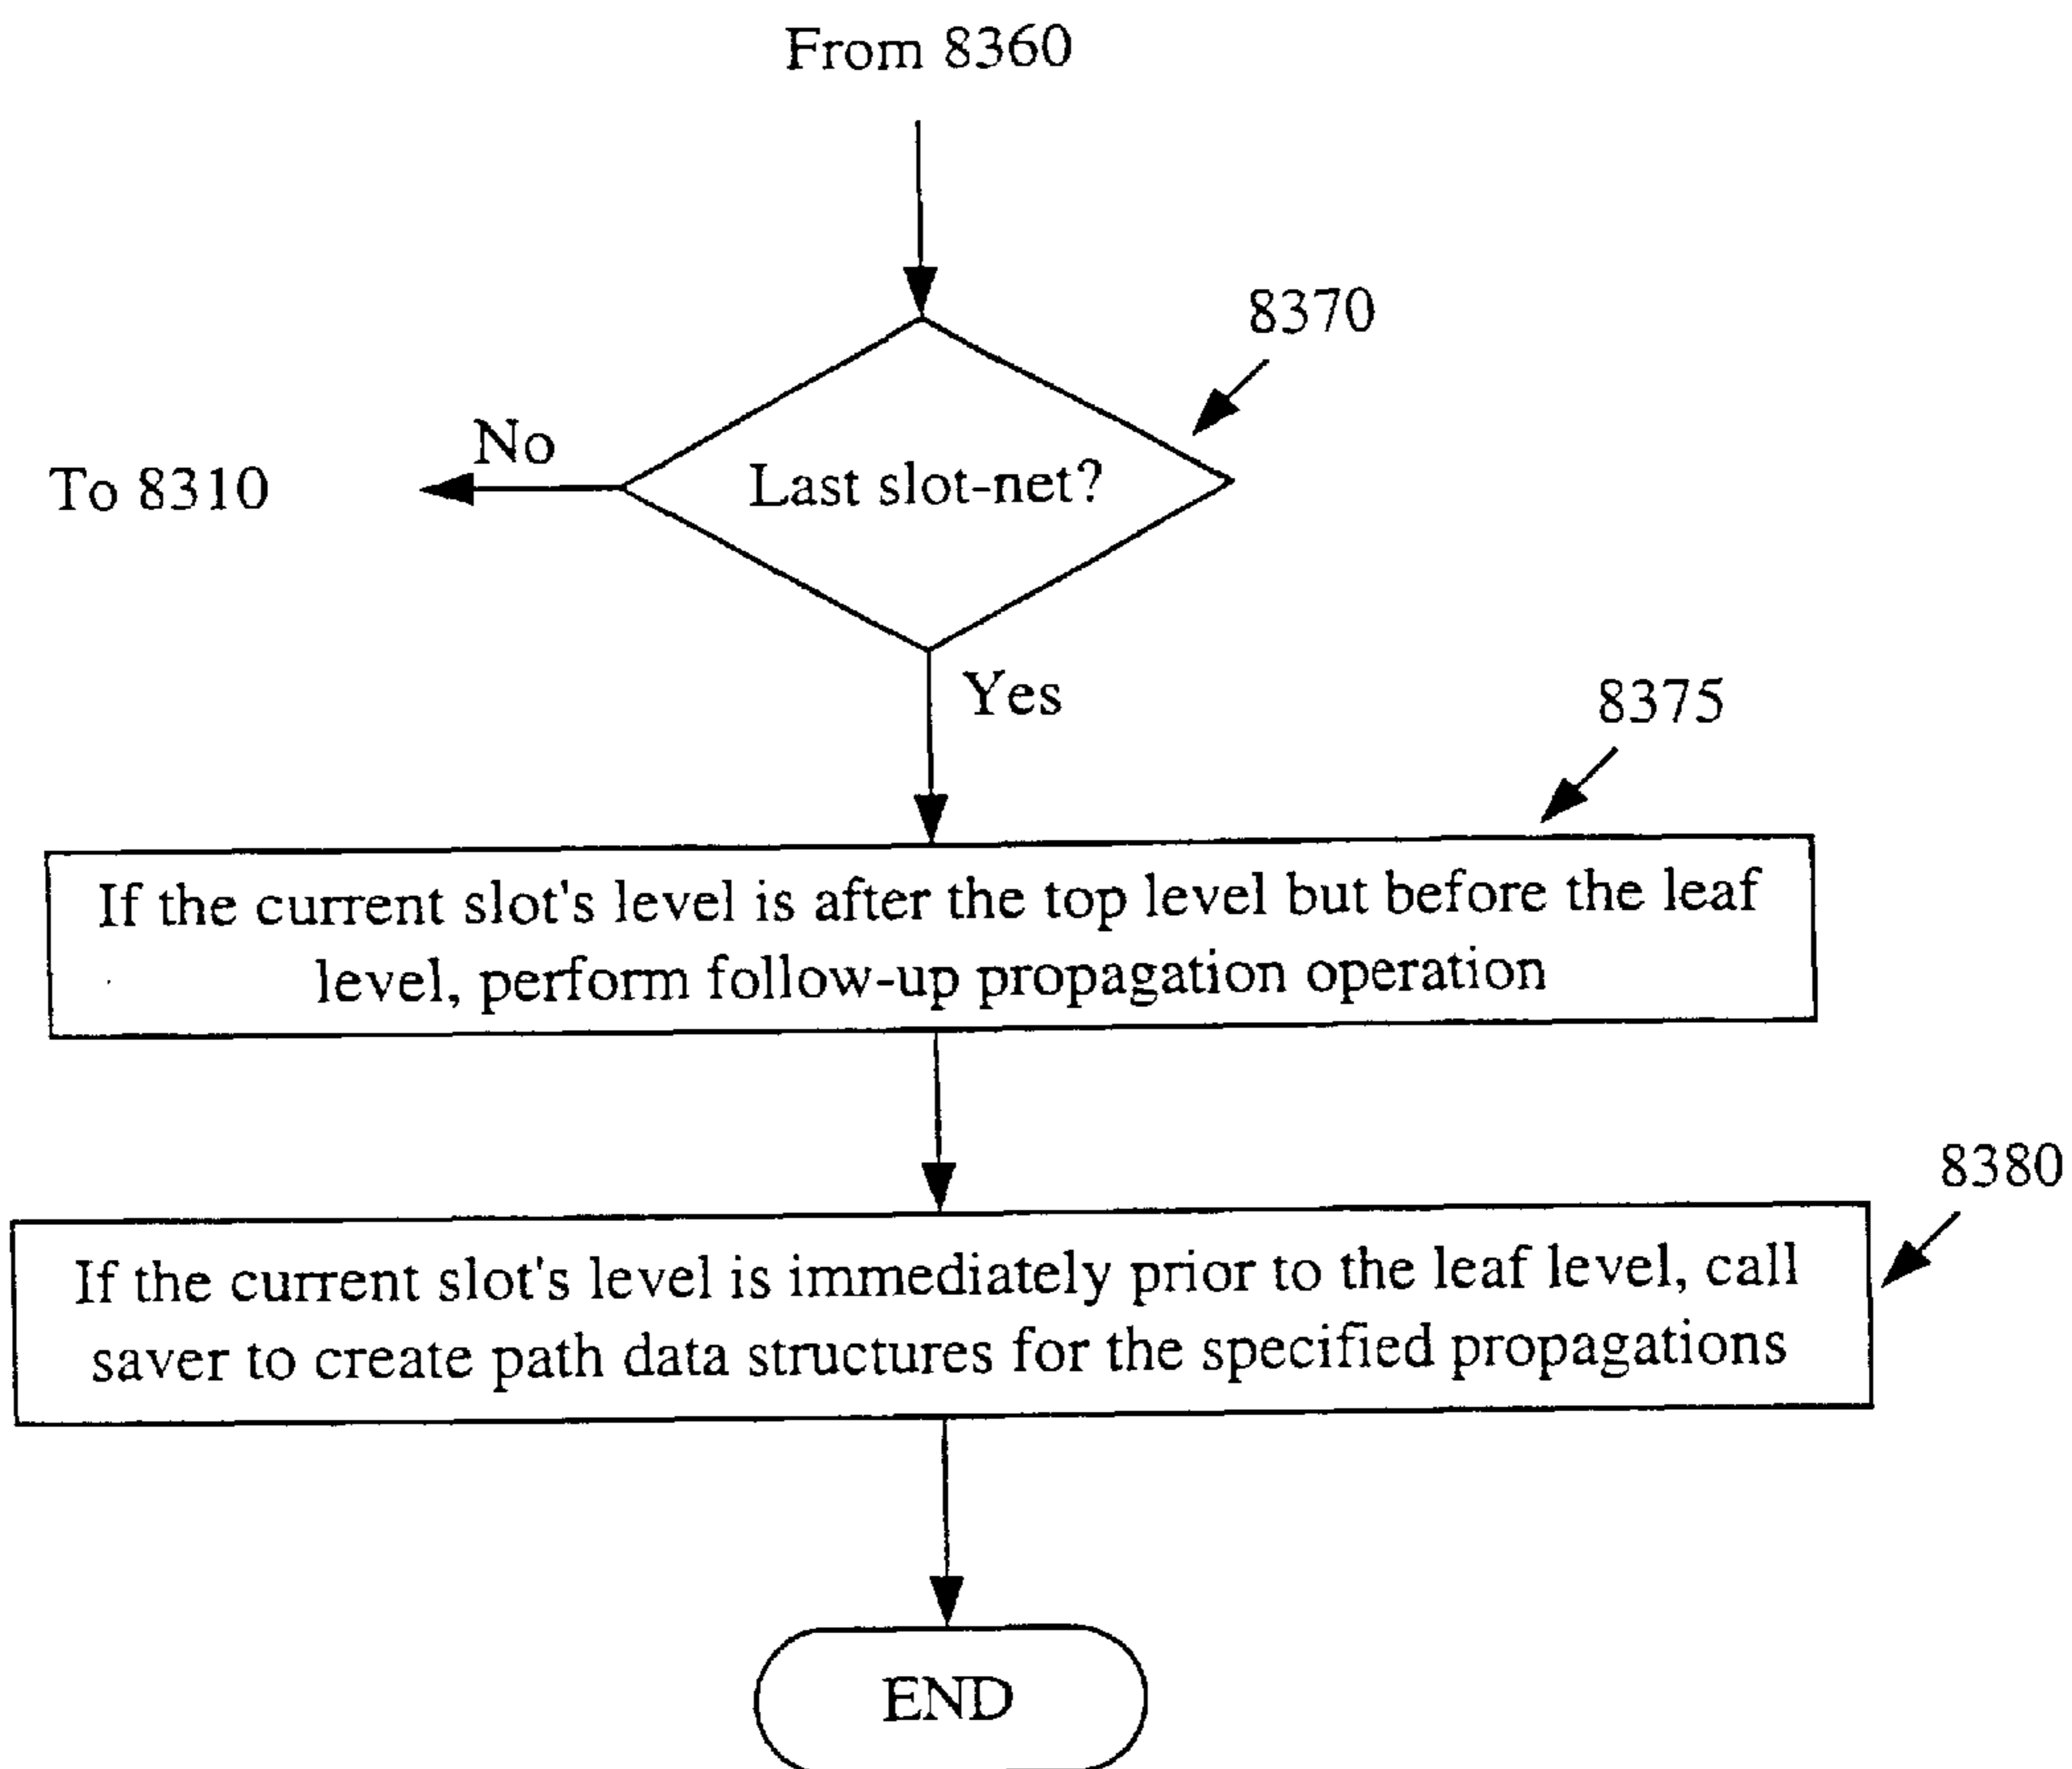 From 8360
8370
No
To 8310
Last slot-net?
Yes
8375
If the current slot's level is after the top level but before the leaf
level, perform follow-up propagation operation
8380
If the current slot's level is immediately prior to the leaf level, call
saver to create path data structures for the specified propagations
END